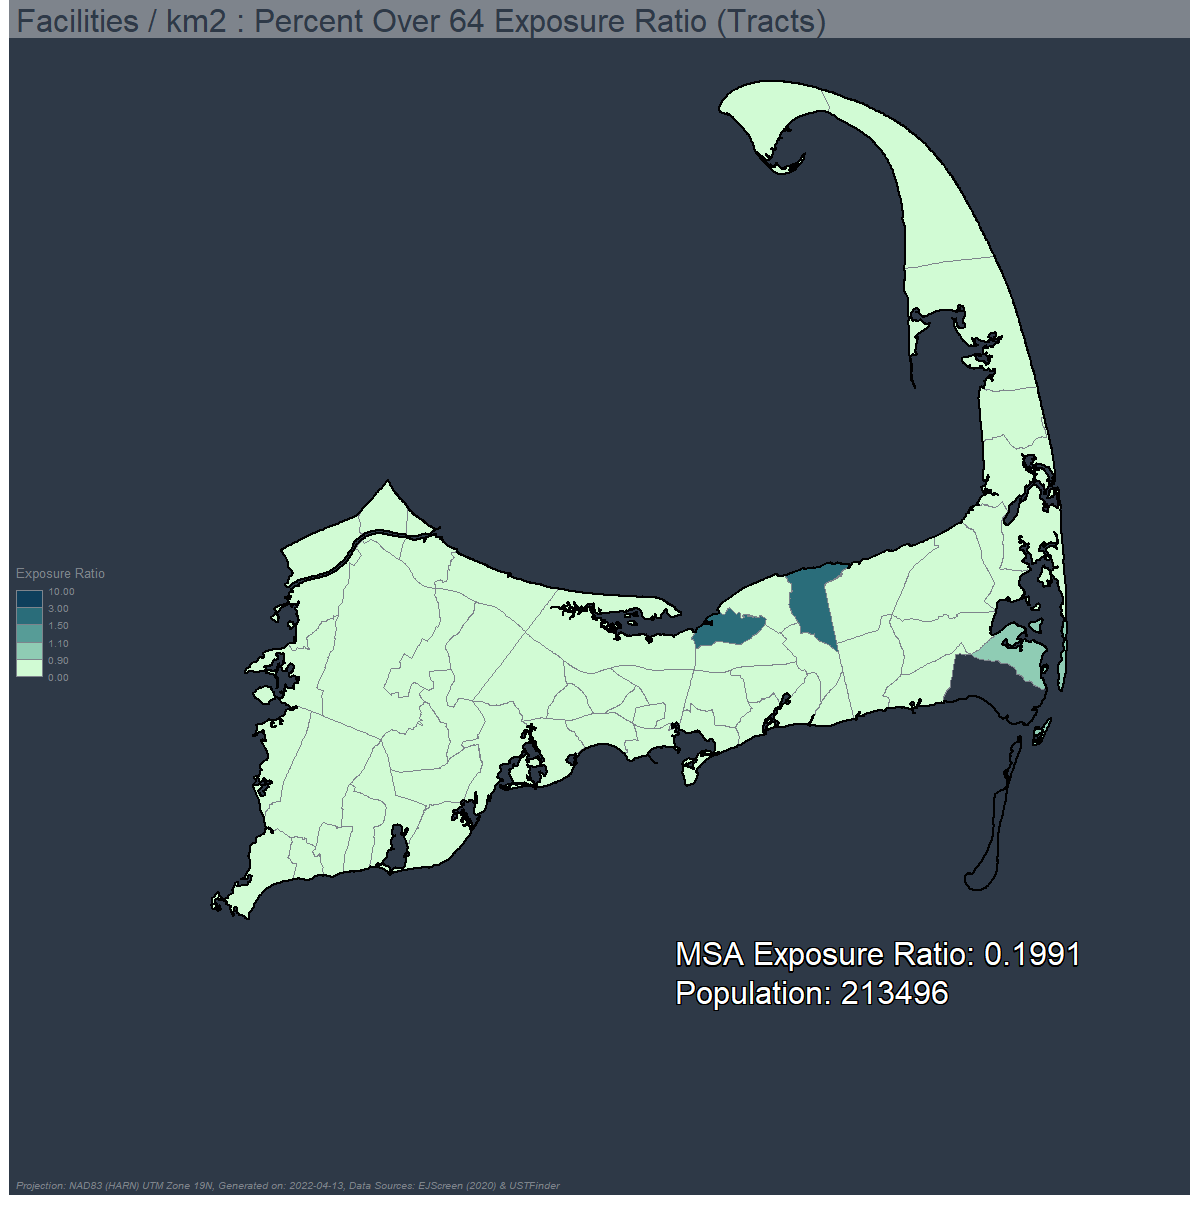 Facilities / km2 : Percent Over 64 Exposure Ratio (Tracts)
Exposure Ratio
10.00
3.00
1.50
1.10
0.90
0.00
MSA Exposure Ratio: 0.1991
Population: 213496
Projection: NAD83 (HARN) UTM Zone 19N, Generated on: 2022-04-13, Data Sources: EJScreen (2020) & USTFinder